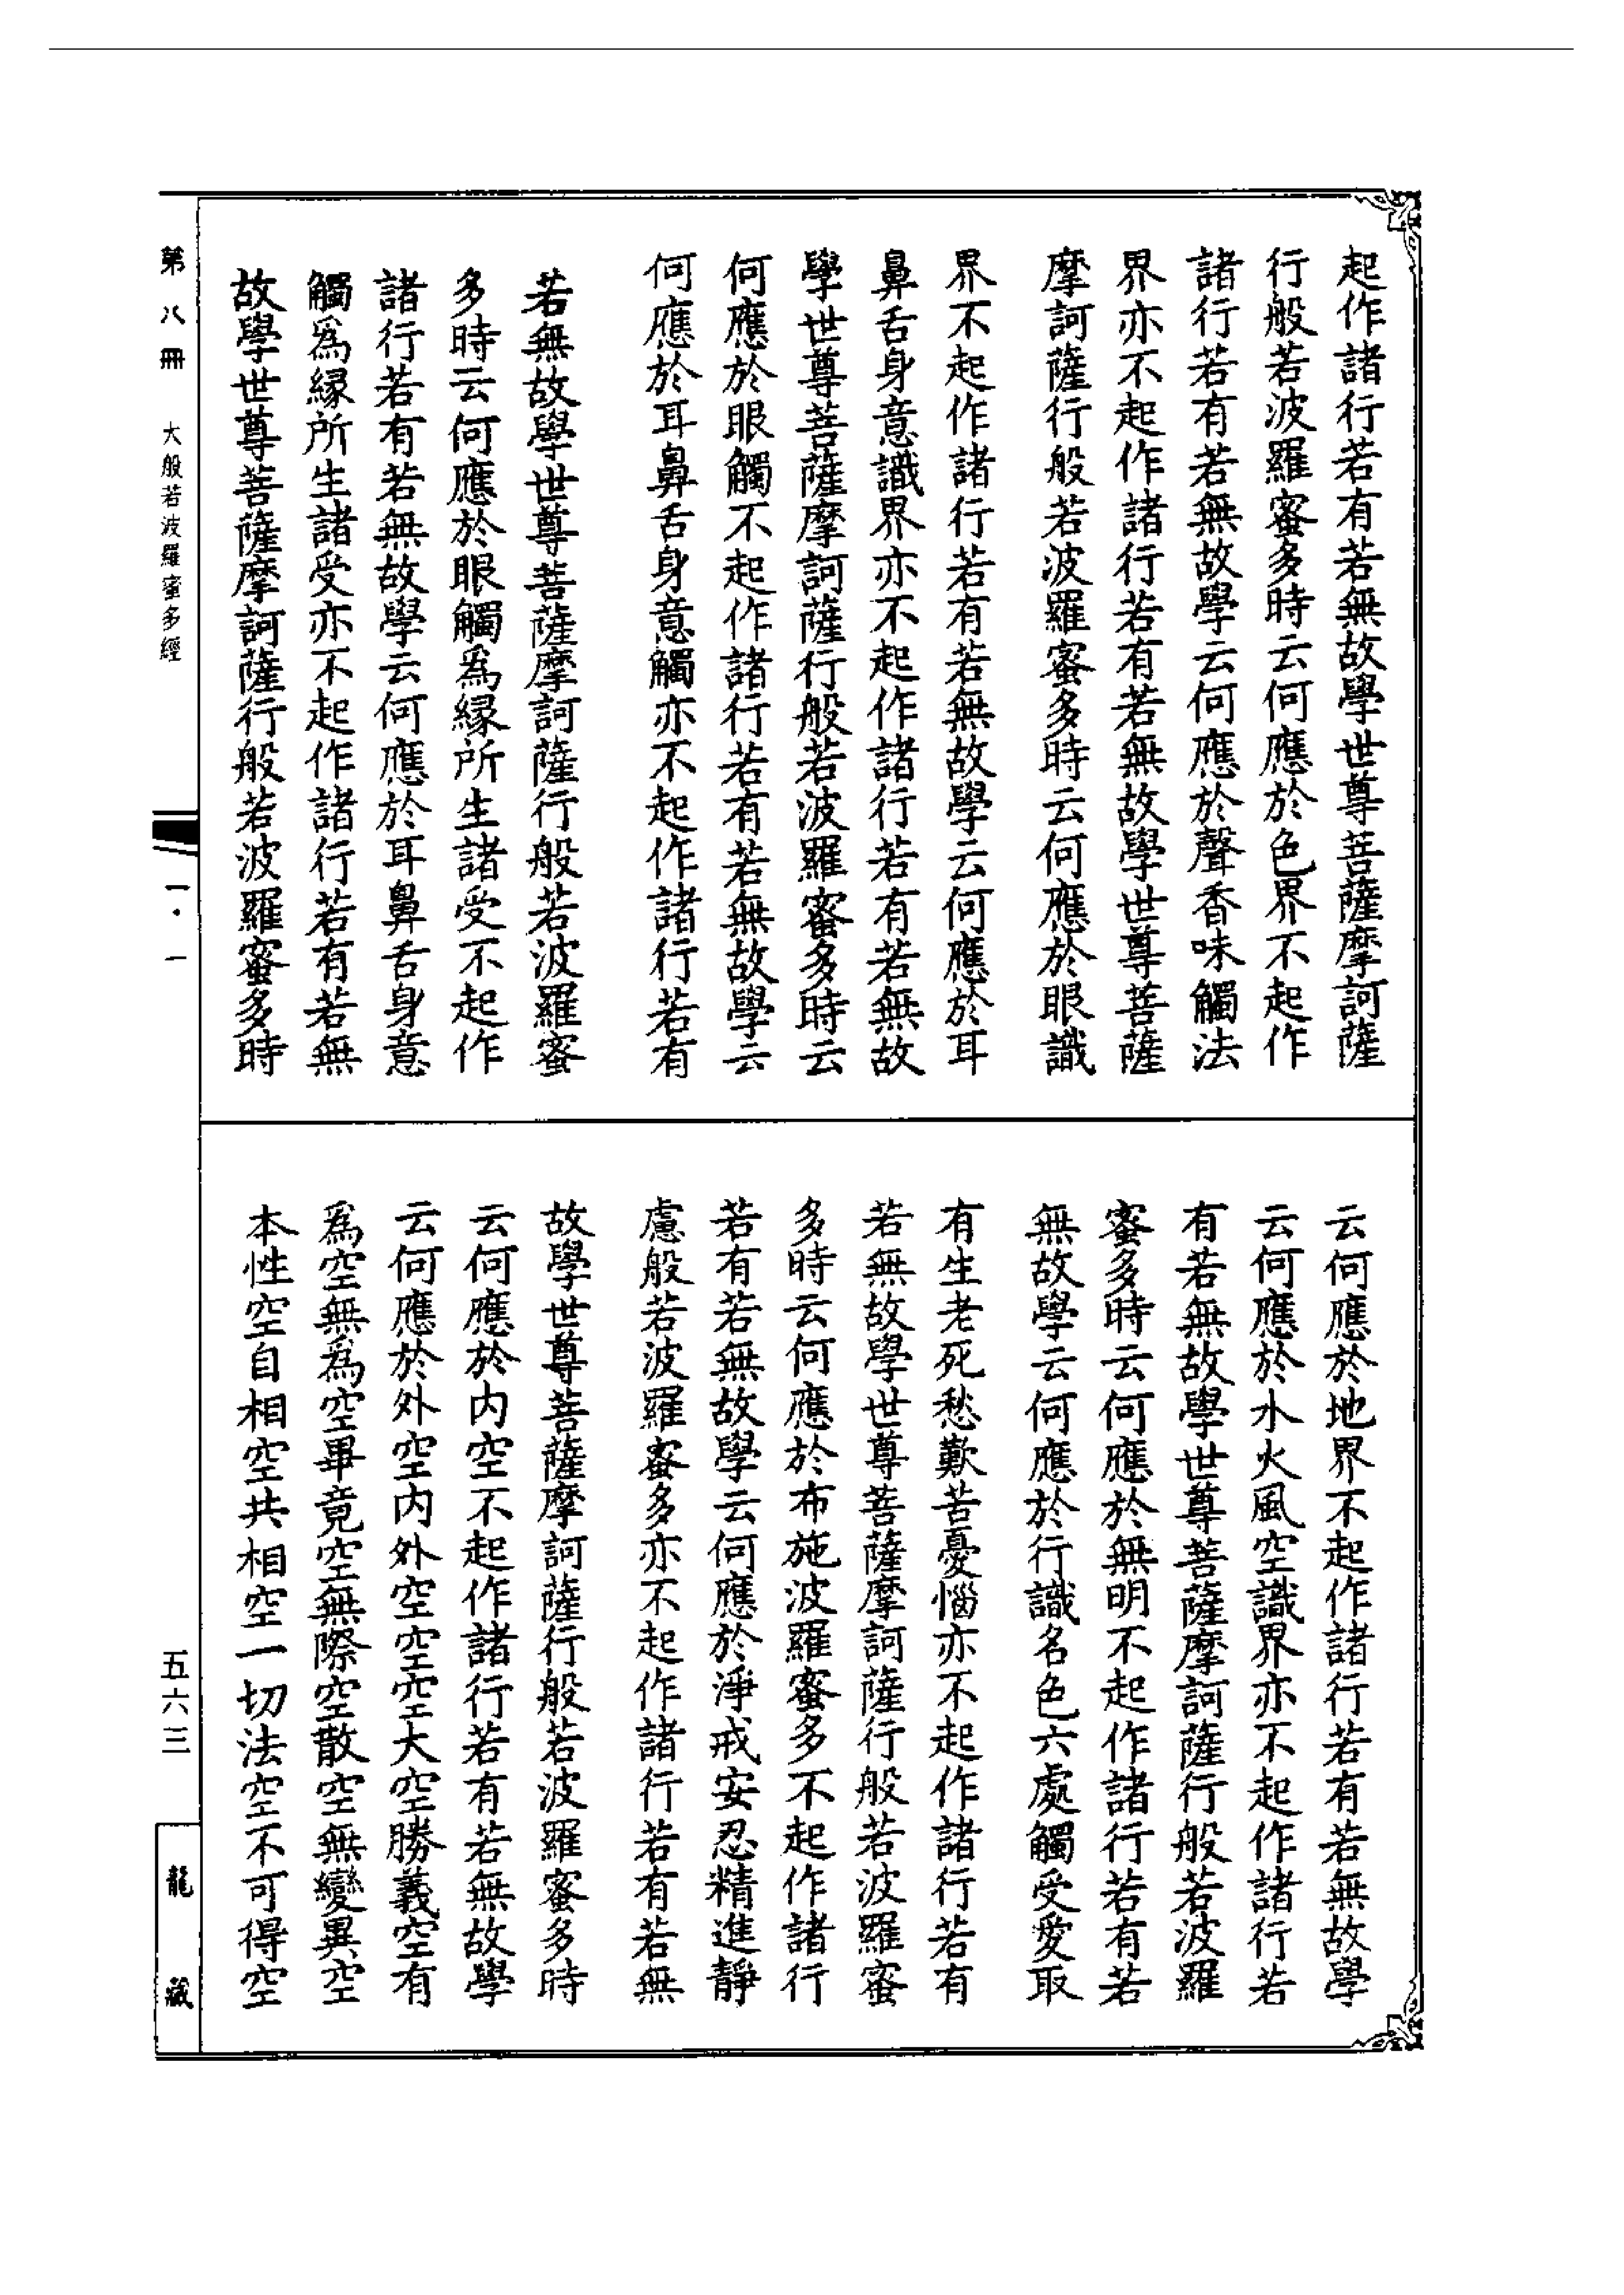 起作諸行若有若無故學世尊菩薩摩訶薩
行般若波羅蜜多時云何應於色界不起作
諸行若有若無故學云何應於聲香味觸法
界亦不起作諸行若有若無故學世尊菩薩
摩訶薩行般若波羅蜜多時云何應於眼識
界不起作諸行若有若無故學云何應於耳
鼻舌身意識界亦不起作諸行若有若無故
學世尊菩薩摩訶薩行般若波羅蜜多時云
何應於眼觸不起作諸行若有若無故學云
何應於耳鼻舌身意觸亦不起作諸行若有
若無故學世尊菩薩摩訶薩行般若波羅蜜
多時云何應於眼觸爲緣所生諸受不起作
諸行若有若無故學云何應於耳鼻舌身意
觸爲緣所生諸受亦不起作諸行若有若無
故學世尊菩薩摩訶薩行般若波羅蜜多時
云何應於地界不起作諸行若有若無故學
云何應於水火風空識界亦不起作諸行若
有若無故學世尊菩薩摩訶薩行般若波羅
蜜多時云何應於無明不起作諸行若有若
無故學云何應於行識名色六處觸受愛取
有生老死愁歎苦憂惱亦不起作諸行若有
若無故學世尊菩薩摩訶薩行般若波羅蜜
多時云何應於布施波羅蜜多不起作諸行
若有若無故學云何應於淨戒安忍精進靜
慮般若波羅蜜多亦不起作諸行若有若無
故學世尊菩薩摩訶薩行般若波羅蜜多時
云何應於内空不起作諸行若有若無故學
云何應於外空内外空空空大空勝義空有
爲空無爲空畢竟空無際空散空無變異空
本性空自相空共相空一切法空不可得空
第八冊 大般若波羅蜜多經 一·一 五六三
龍藏